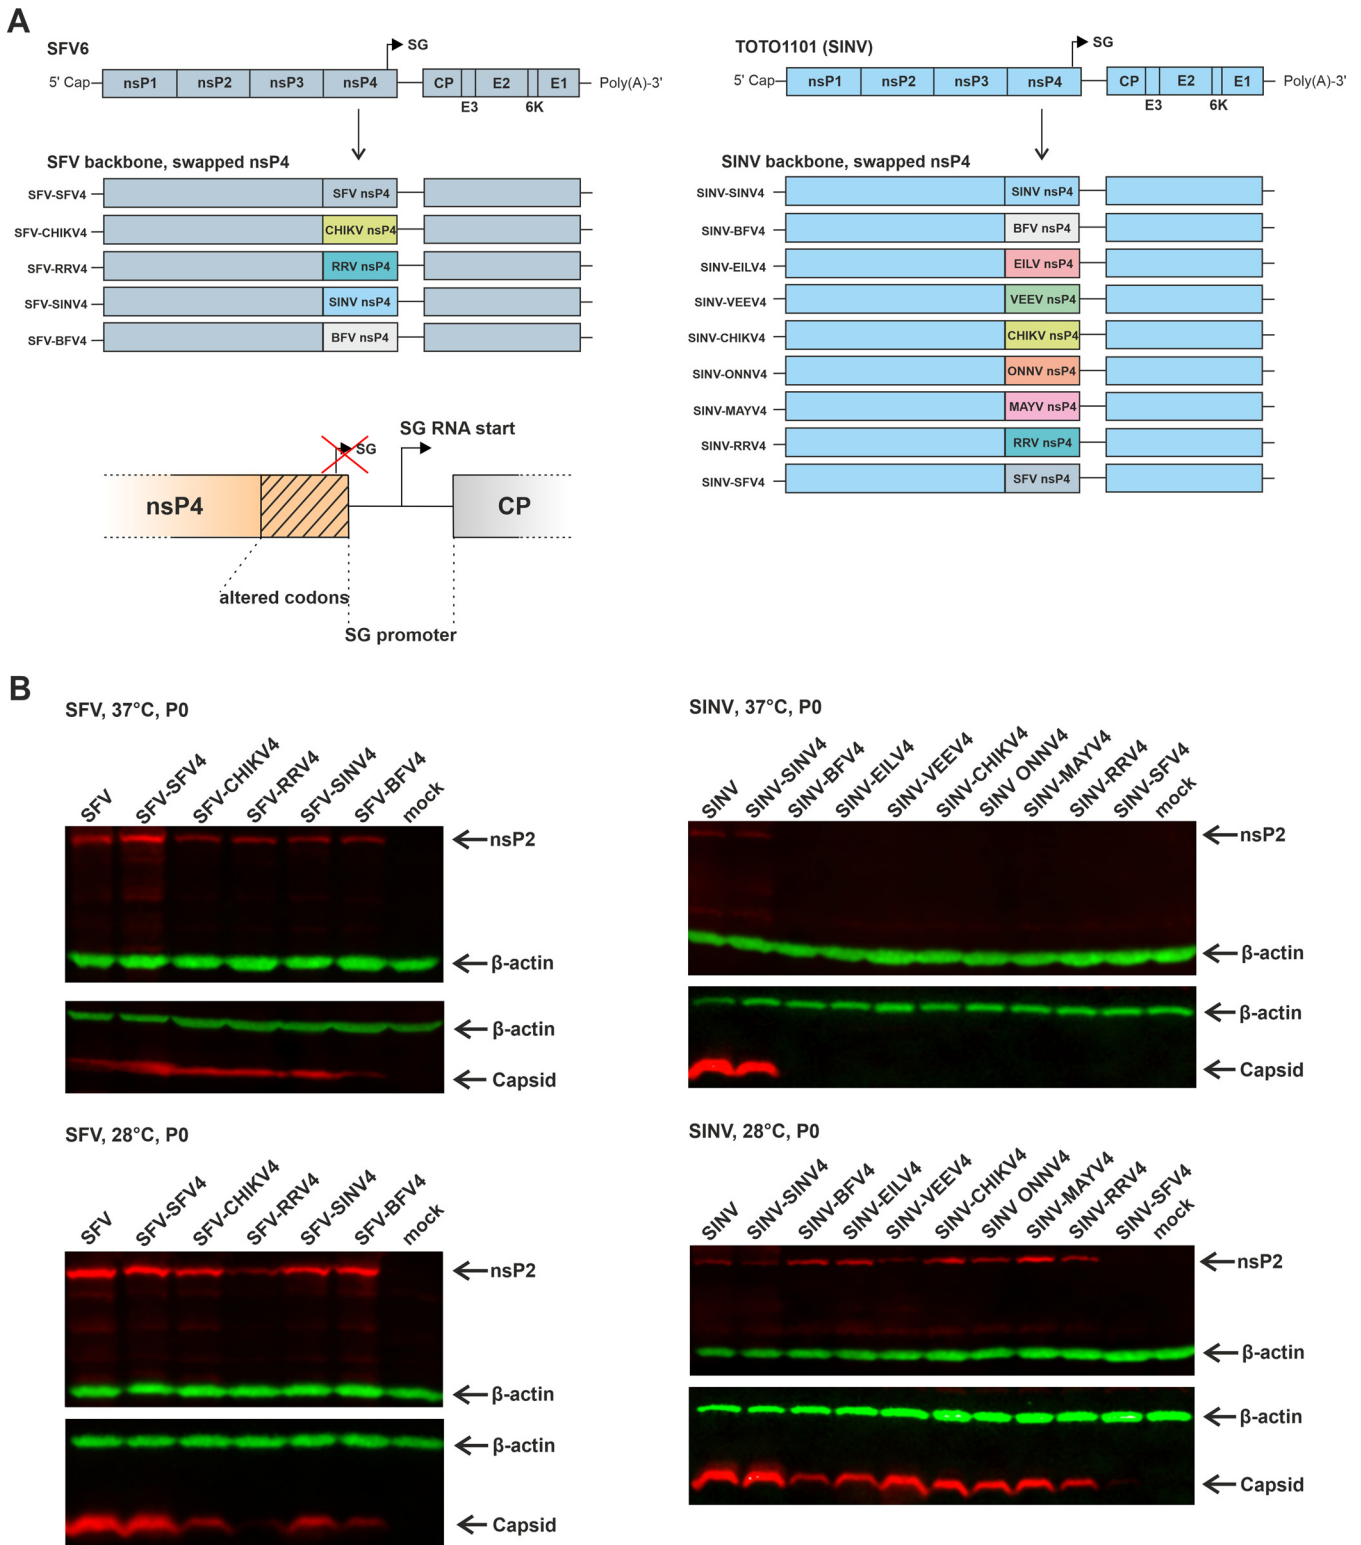 A
SFV6
SG
5' Cap
nsP1 nsP2 nsP3 nsP4 CP E2 E1
Poly(A)-3'
E3 6K
SFV backbone, swapped nsP4
SFV-SFV4 SFV nsP4
SFV-CHIKV4 CHIKV nsP4
SFV-RRV4 RRV nsP4
SFV-SINV4 SINV nsP4
SFV-BFV4 BFV nsP4
TOTO1101 (SINV)
SG
5' Cap
nsP1 nsP2 nsP3 nsP4 CP E2 E1
Poly(A)-3'
E3 6K
SINV backbone, swapped nsP4
SINV-SINV4 SINV nsP4
SINV-BFV4 BFV nsP4
SINV-EILV4 EILV nsP4
SINV-VEEV4 VEEV nsP4
SINV-CHIKV4 CHIKV nsP4
SINV-ONNV4 ONNV nsP4
SINV-MAYV4 MAYV nsP4
SINV-RRV4 RRV nsP4
SINV-SFV4 SFV nsP4
SG RNA start
SG
nsP4 CP
altered codons
SG promoter
B
SFV, 37°C, P0
SFV SFV-SFV4 SFV-CHIKV4 SFV-RRV4 SFV-SINV4 SFV-BFV4 mock
nsP2
β-actin
β-actin
Capsid
SINV, 37°C, P0
SINV SINV-SINV4 SINV-BFV4 SINV-EILV4 SINV-VEEV4 SINV-CHIKV4 SINV ONNV4 SINV-MAYV4 SINV-RRV4 SINV-SFV4 mock
nsP2
β-actin
β-actin
Capsid
SFV, 28°C, P0
SFV SFV-SFV4 SFV-CHIKV4 SFV-RRV4 SFV-SINV4 SFV-BFV4 mock
nsP2
β-actin
β-actin
Capsid
SINV, 28°C, P0
SINV SINV-SINV4 SINV-BFV4 SINV-EILV4 SINV-VEEV4 SINV-CHIKV4 SINV ONNV4 SINV-MAYV4 SINV-RRV4 SINV-SFV4 mock
nsP2
β-actin
β-actin
Capsid